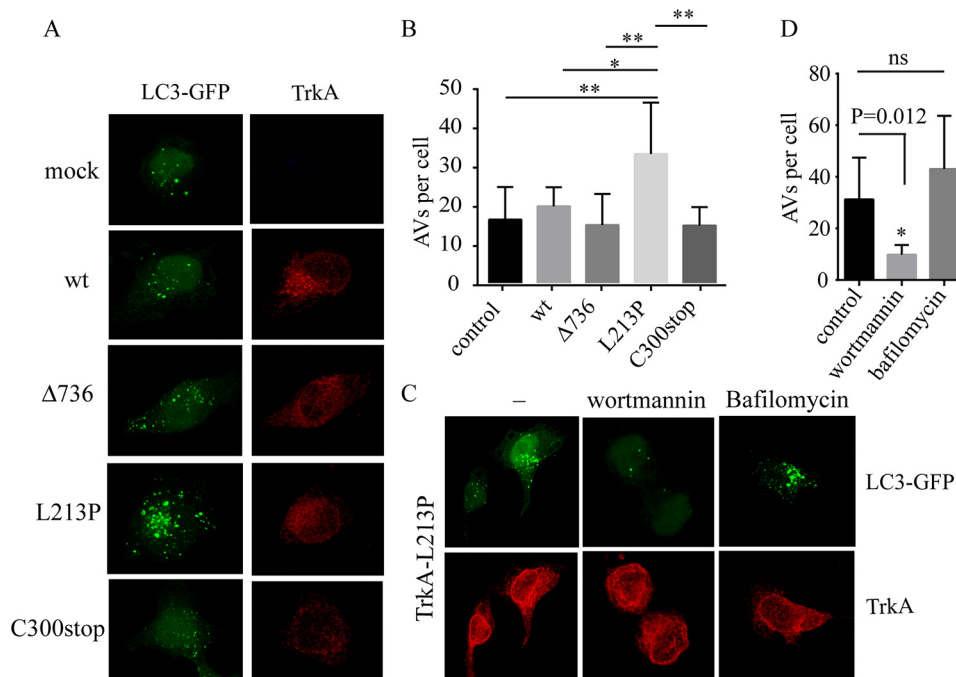 A
LC3-GFP TrkA
mock
wt
Δ736
L213P
C300stop
B
**
**
*
**
AVs per cell
50
40
30
20
10
0
control
wt
Δ736
L213P
C300stop
D
ns
P=0.012
*
AVs per cell
80
60
40
20
0
control
wortmannin
bafilomycin
C
– wortmannin Bafilomycin
TrkA-L213P
LC3-GFP
TrkA